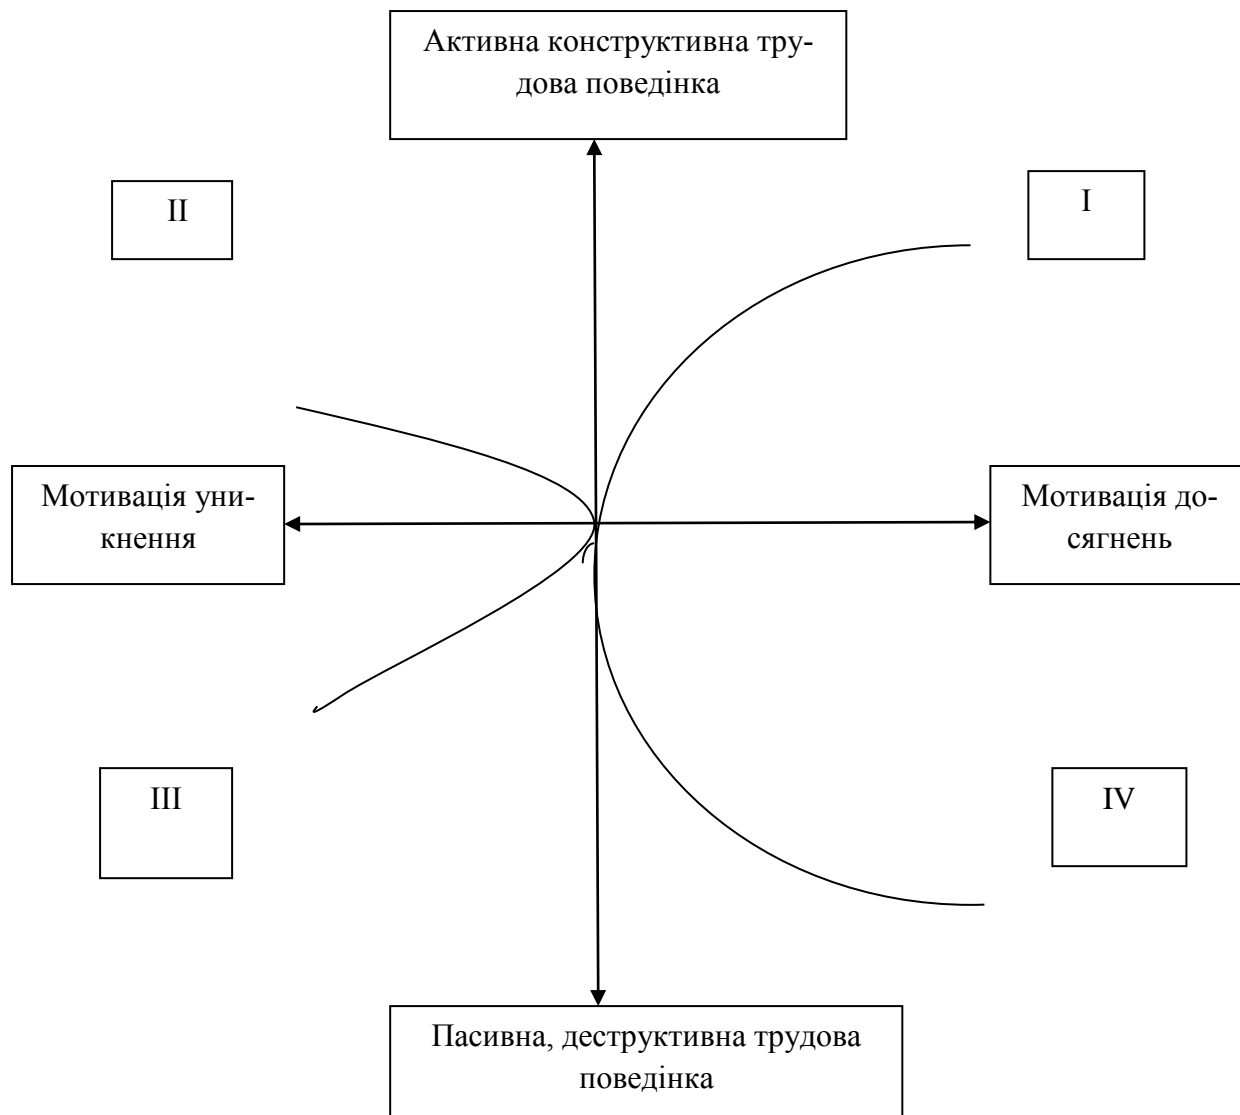 Активна конструктивна тру-
дова поведінка
II
I
Мотивація уни-
кнення
Мотивація до-
сягнень
III
IV
Пасивна, деструктивна трудова
поведінка